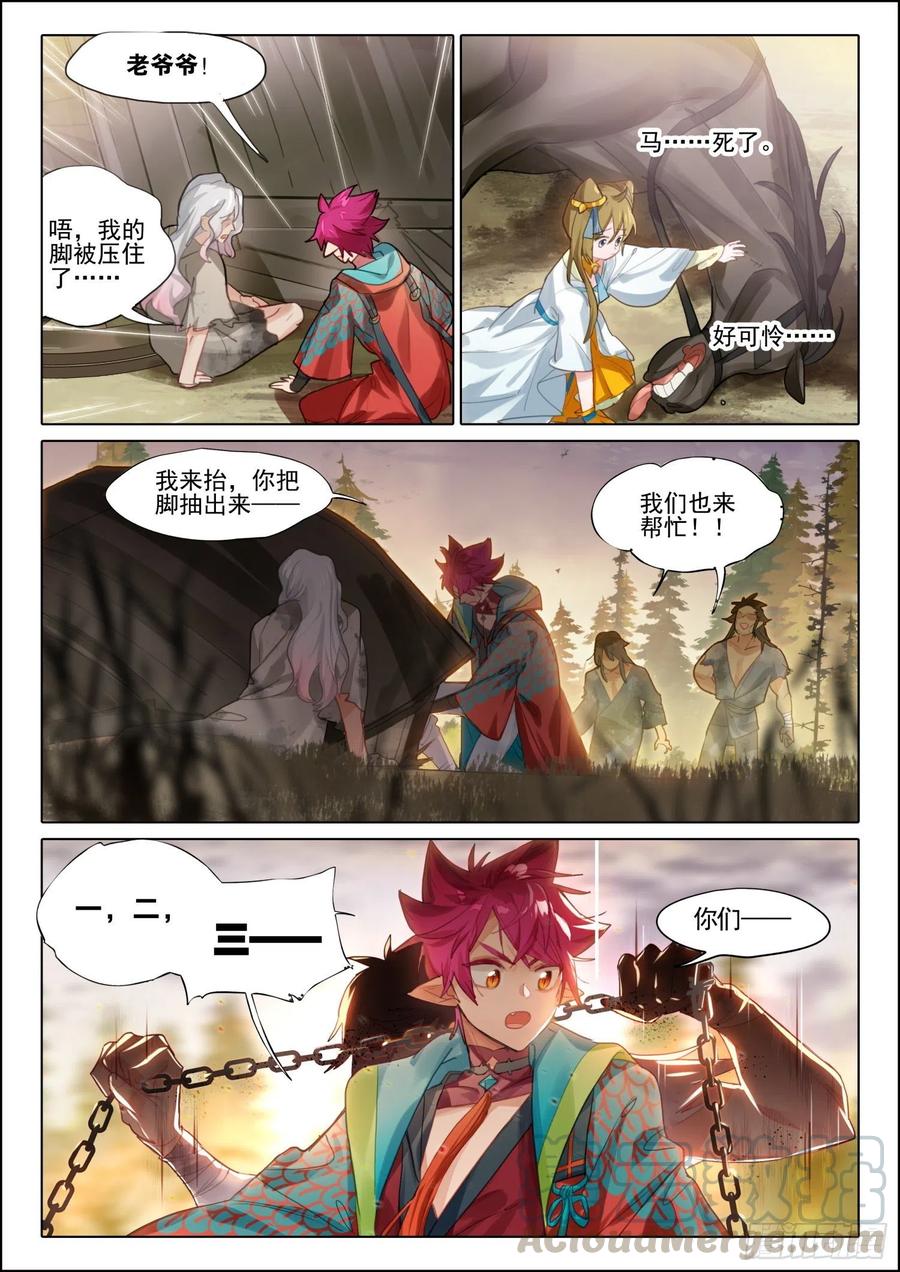 老爷爷！
唔，我的
脚被压住
了……
马……死了。
好可怜……
我来抬，你把
脚抽出来——
我们也来
帮忙！！
一，二，
三——
你们——
AcloudMerge.com